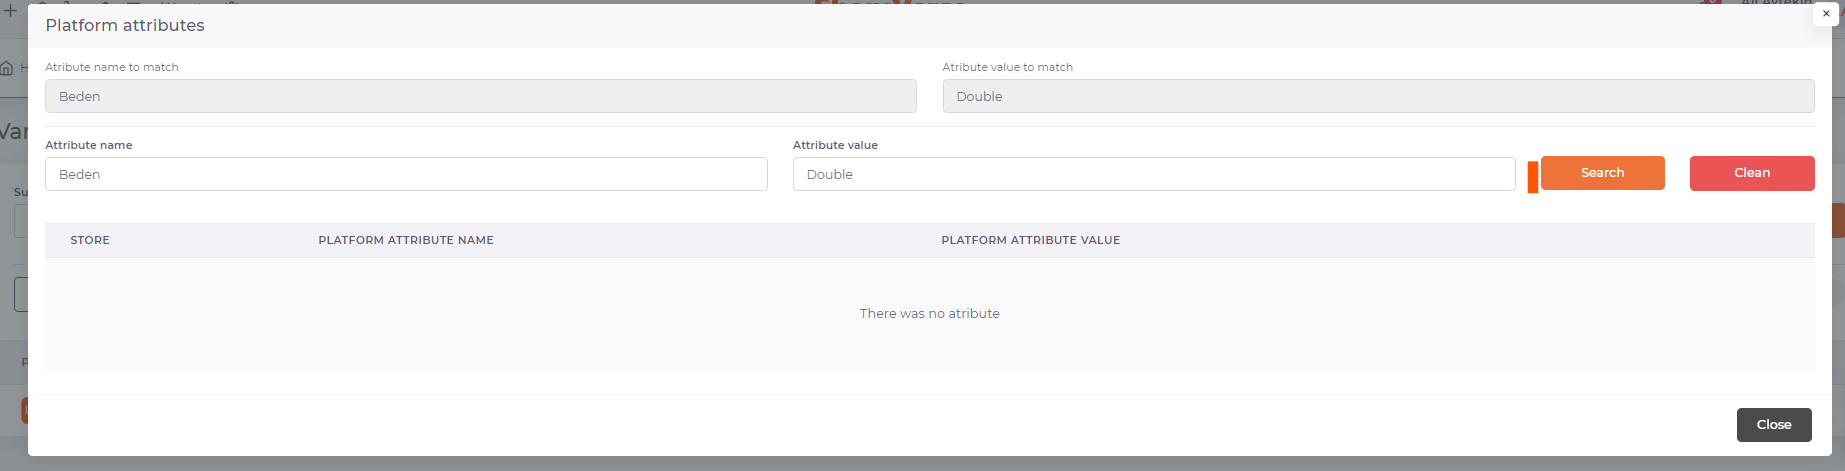 Platform attributes
×
Atribute name to match
Atribute value to match
Beden
Double
Attribute name
Attribute value
Beden
Double
Search
Clean
STORE
PLATFORM ATTRIBUTE NAME
PLATFORM ATTRIBUTE VALUE
There was no atribute
Close